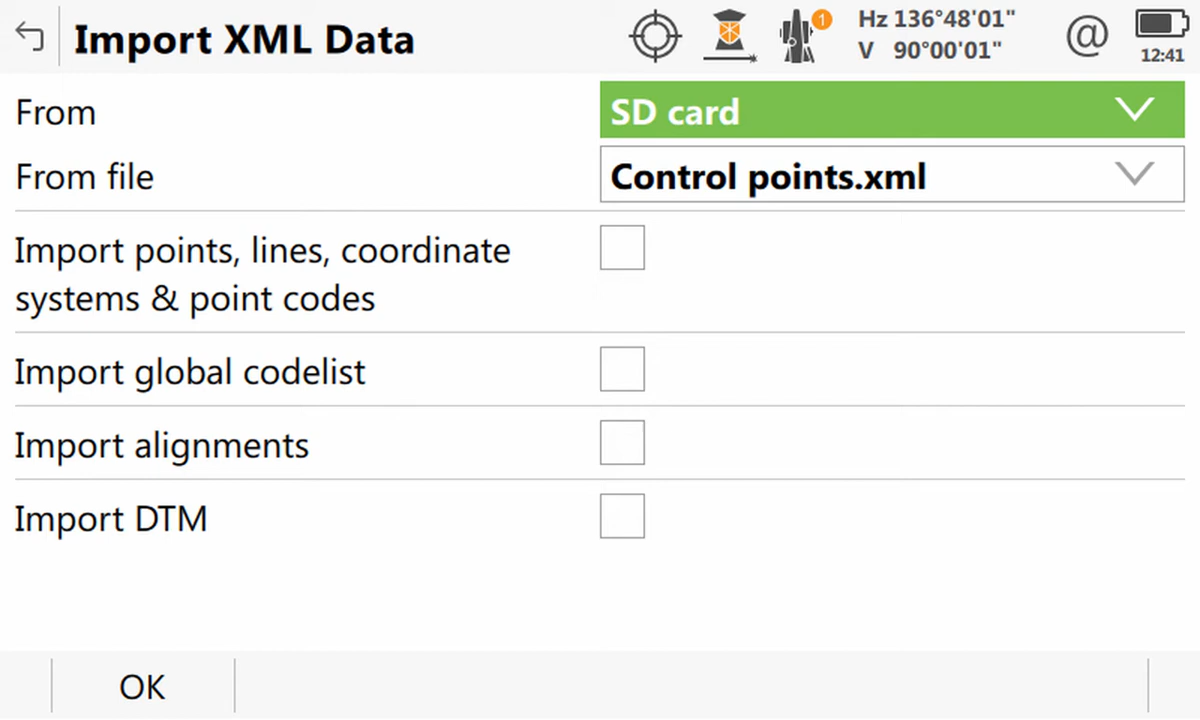 Import XML Data
1
Hz 136°48'01"
V 90°00'01"
@
12:41
From
SD card
From file
Control points.xml
Import points, lines, coordinate
systems & point codes
Import global codelist
Import alignments
Import DTM
OK